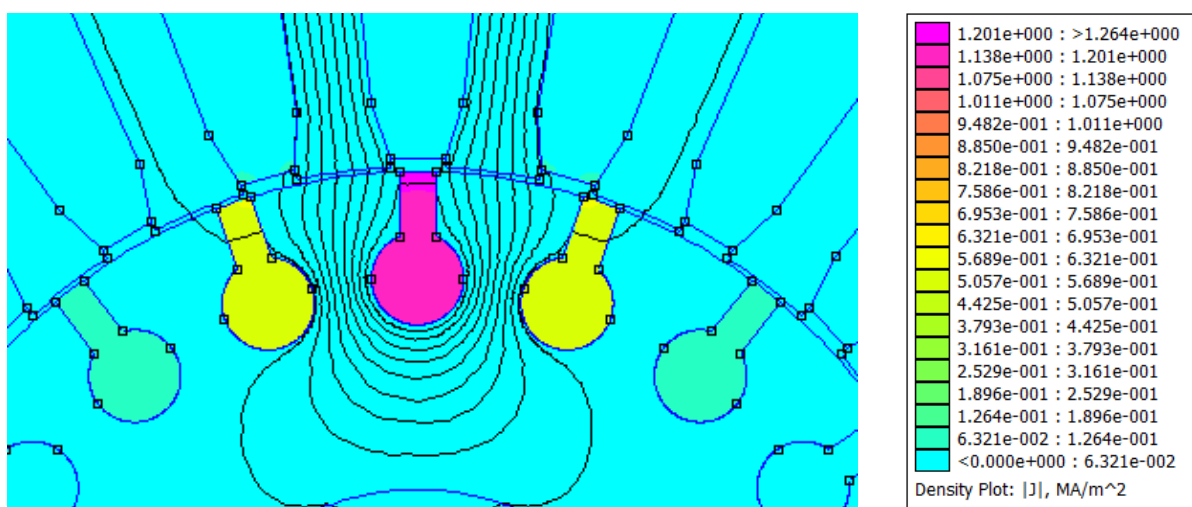 1.201e+000 : >1.264e+000
1.138e+000 : 1.201e+000
1.075e+000 : 1.138e+000
1.011e+000 : 1.075e+000
9.482e-001 : 1.011e+000
8.850e-001 : 9.482e-001
8.218e-001 : 8.850e-001
7.586e-001 : 8.218e-001
6.953e-001 : 7.586e-001
6.321e-001 : 6.953e-001
5.689e-001 : 6.321e-001
5.057e-001 : 5.689e-001
4.425e-001 : 5.057e-001
3.793e-001 : 4.425e-001
3.161e-001 : 3.793e-001
2.529e-001 : 3.161e-001
1.896e-001 : 2.529e-001
1.264e-001 : 1.896e-001
6.321e-002 : 1.264e-001
<0.000e+000 : 6.321e-002
Density Plot: |J|, MA/m^2